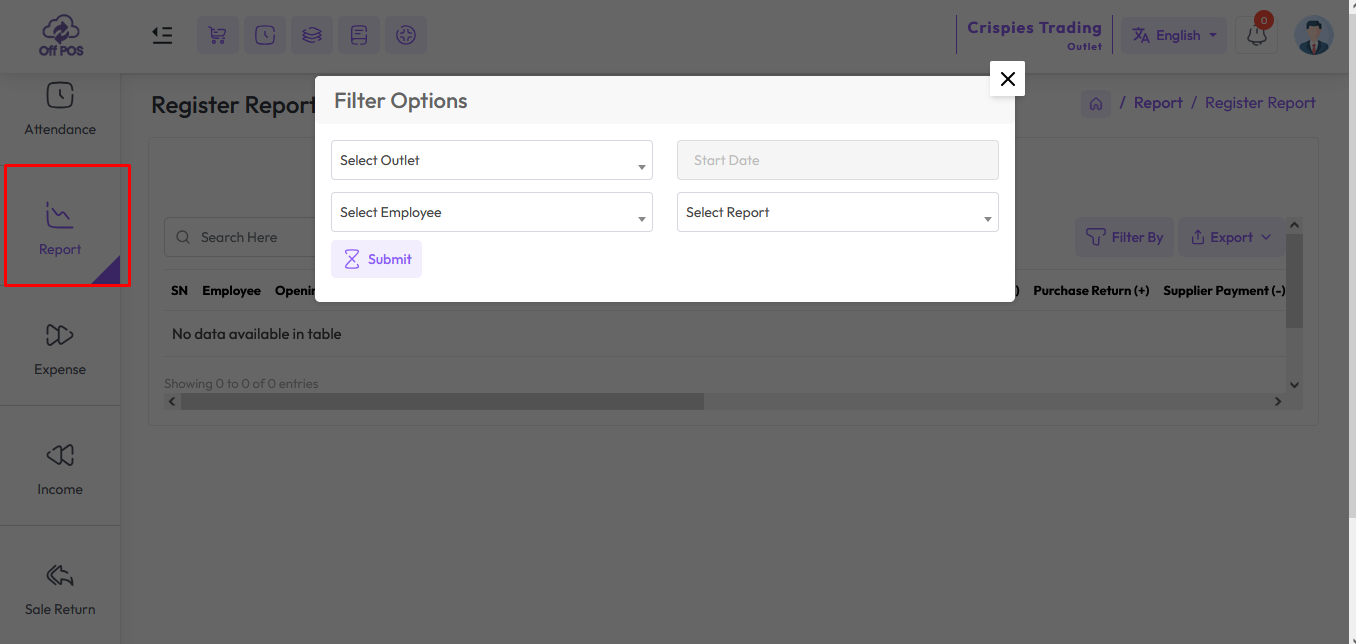 Off POS
Crispies Trading
Outlet
English
0
Attendance
Report
Expense
Income
Sale Return
Register Report
/ Report / Register Report
Filter Options
Select Outlet
Start Date
Select Employee
Select Report
Submit
Search Here
Filter By
Export
SN Employee Openin ) Purchase Return (+) Supplier Payment (-)
No data available in table
Showing 0 to 0 of 0 entries